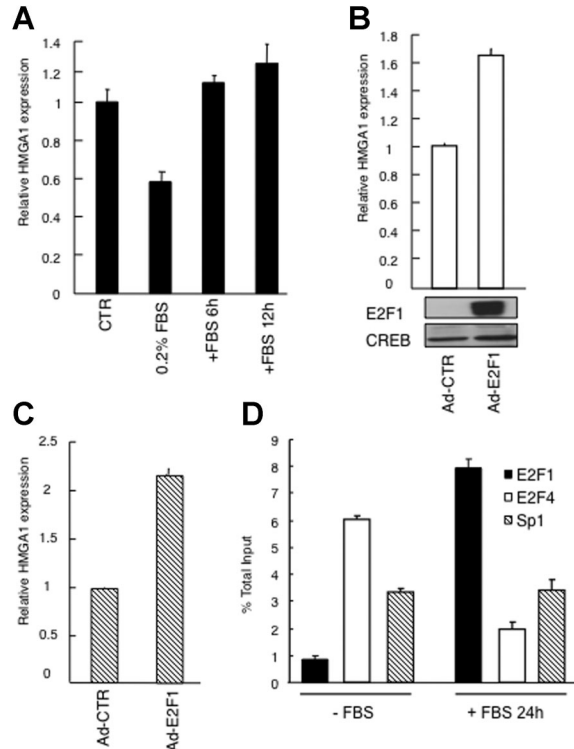 A
Relative HMGA1 expression
1.4
1.2
1
0.8
0.6
0.4
0.2
0
CTR
0.2% FBS
+FBS 6h
+FBS 12h
B
Relative HMGA1 expression
1.8
1.6
1.4
1.2
1
0.8
0.6
0.4
0.2
0
E2F1
CREB
Ad-CTR
Ad-E2F1
C
Relative HMGA1 expression
2.5
2
1.5
1
0.5
0
Ad-CTR
Ad-E2F1
D
% Total Input
9
8
7
6
5
4
3
2
1
0
E2F1
E2F4
Sp1
- FBS
+ FBS 24h